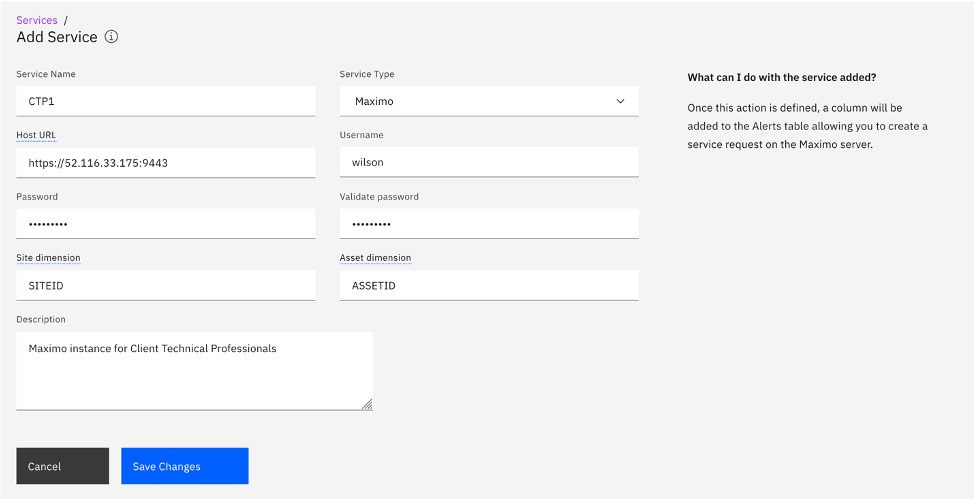 Services /
Add Service
Service Name
Service Type
What can I do with the service added?
CTP1
Maximo
Once this action is defined, a column will be
added to the Alerts table allowing you to create a
service request on the Maximo server.
Host URL
Username
https://52.116.33.175:9443
wilson
Password
Validate password
•••••••••
•••••••••
Site dimension
Asset dimension
SITEID
ASSETID
Description
Maximo instance for Client Technical Professionals
Cancel
Save Changes